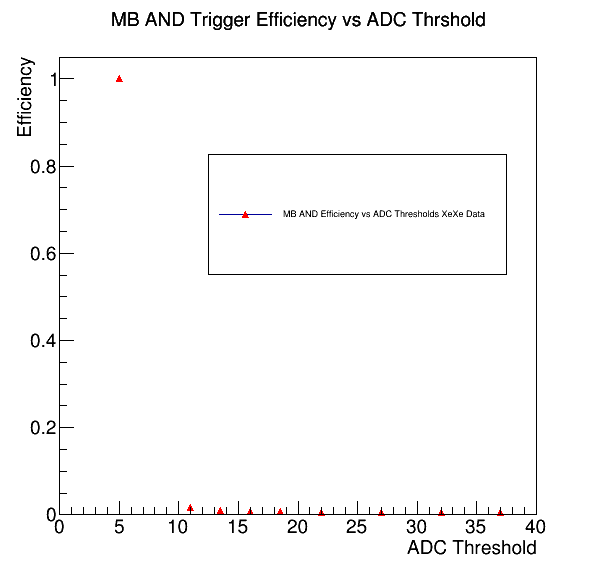 MB AND Trigger Efficiency vs ADC Thrshold
Efficiency
1
0.8
0.6
0.4
0.2
0
MB AND Efficiency vs ADC Thresholds XeXe Data
0 5 10 15 20 25 30 35 40
ADC Threshold